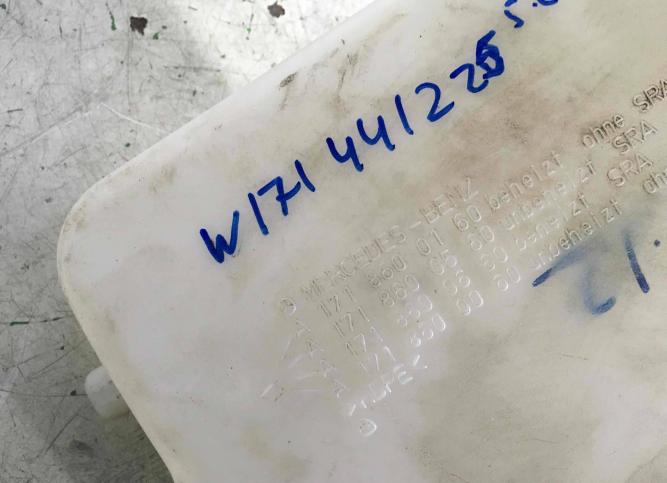 W171 441225 5.
MERCEDES-BENZ
A 171 860 01 60 beheizt ohne SRA
A 171 860 05 60 unbeheizt SRA
A 171 860 06 60 beheizt SRA
A 171 860 00 60 unbeheizt